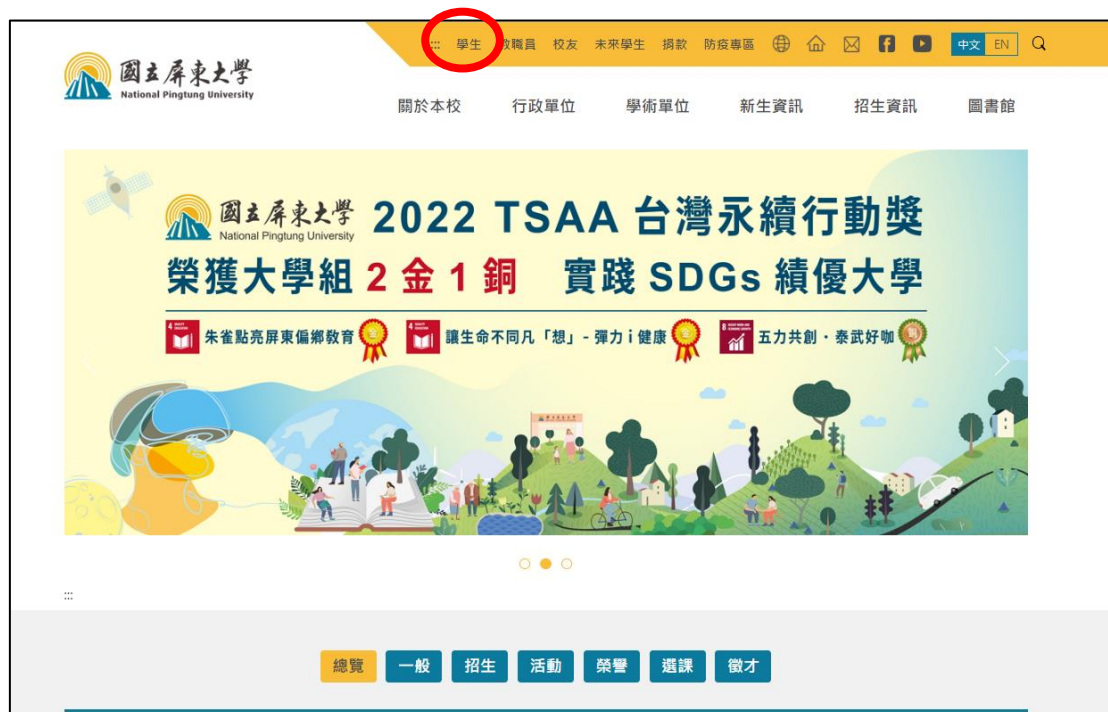 ::: 學生 教職員 校友 未來學生 捐款 防疫專區 中文 EN
國立屏東大學
National Pingtung University
關於本校 行政單位 學術單位 新生資訊 招生資訊 圖書館
國立屏東大學 2022 TSAA 台灣永續行動獎
National Pingtung University
榮獲大學組 2 金 1 銅 實踐 SDGs 績優大學
朱雀點亮屏東偏鄉教育 讓生命不同凡「想」- 彈力 i 健康 五力共創・泰武好咖
:::
總覽 一般 招生 活動 榮譽 選課 徵才